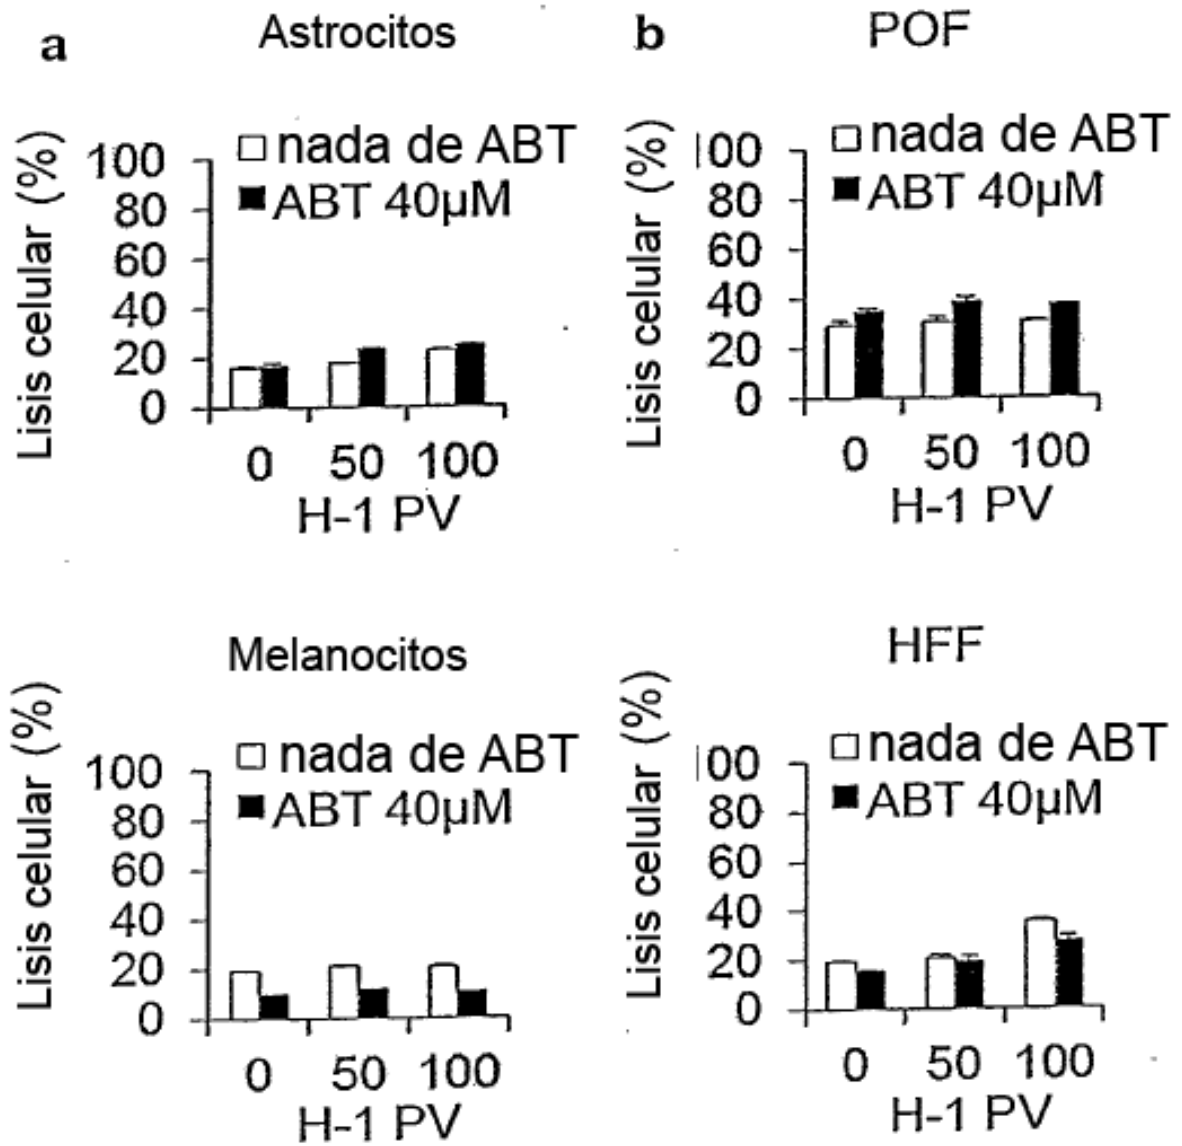 a Astrocitos
nada de ABT
ABT 40µM
Lisis celular (%)
100
80
60
40
20
0
0 50 100
H-1 PV
b POF
nada de ABT
ABT 40µM
Lisis celular (%)
100
80
60
40
20
0
0 50 100
H-1 PV
Melanocitos
nada de ABT
ABT 40µM
Lisis celular (%)
100
80
60
40
20
0
0 50 100
H-1 PV
HFF
nada de ABT
ABT 40µM
Lisis celular (%)
100
80
60
40
20
0
0 50 100
H-1 PV